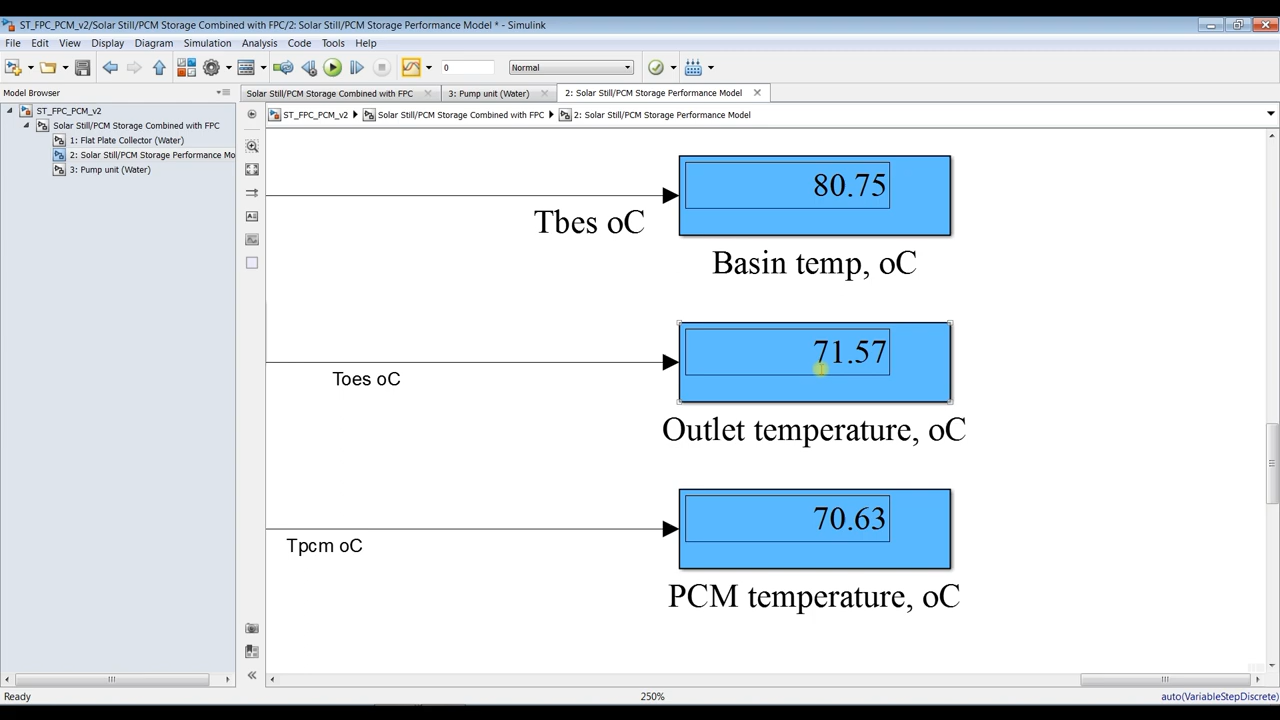 ST_FPC_PCM_v2/Solar Still/PCM Storage Combined with FPC/2: Solar Still/PCM Storage Performance Model * - Simulink
File Edit View Display Diagram Simulation Analysis Code Tools Help
0 Normal
Model Browser
Solar Still/PCM Storage Combined with FPC 3: Pump unit (Water) 2: Solar Still/PCM Storage Performance Model
ST_FPC_PCM_v2 Solar Still/PCM Storage Combined with FPC 2: Solar Still/PCM Storage Performance Model
ST_FPC_PCM_v2
Solar Still/PCM Storage Combined with FPC
1: Flat Plate Collector (Water)
2: Solar Still/PCM Storage Performance Mo
3: Pump unit (Water)
80.75
Tbes oC
Basin temp, oC
71.57
Toes oC
Outlet temperature, oC
70.63
Tpcm oC
PCM temperature, oC
Ready 250% auto(VariableStepDiscrete)